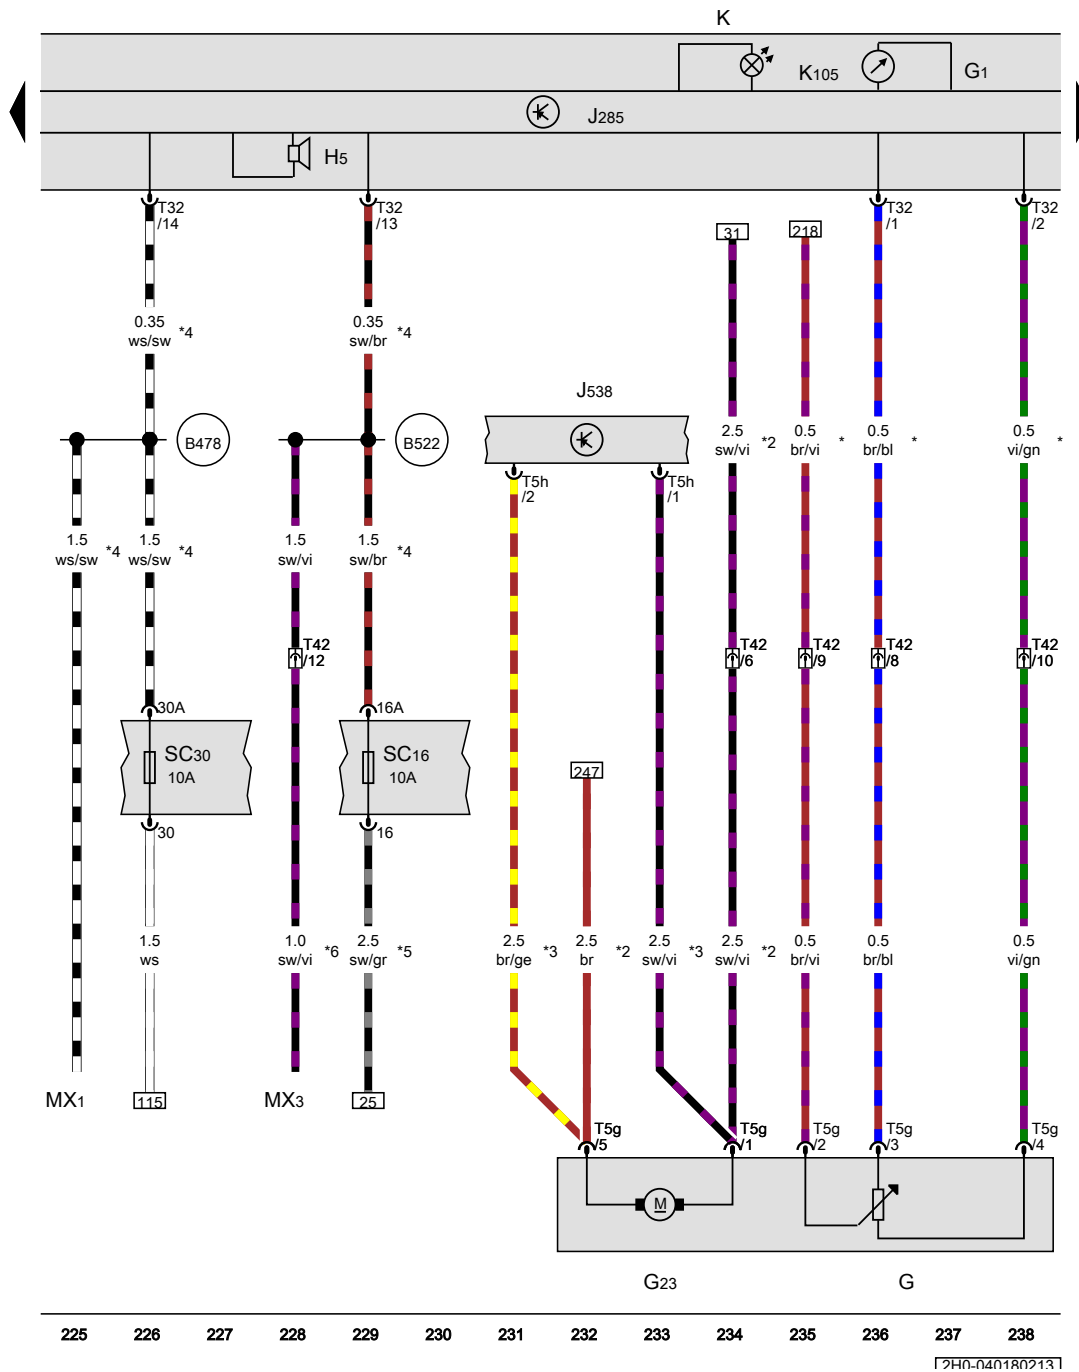 K
K105
G1
J285
H5
T32
/14
T32
/13
T32
/1
T32
/2
31
218
0.35
ws/sw
*4
0.35
sw/br
*4
J538
B478
B522
2.5
sw/vi
*2
0.5
br/vi
*
0.5
br/bl
*
0.5
vi/gn
*
T5h
/2
T5h
/1
1.5
ws/sw
*4
1.5
ws/sw
*4
1.5
sw/vi
1.5
sw/br
*4
T42
/12
T42
/6
T42
/9
T42
/8
T42
/10
30A
16A
SC30
10A
SC16
10A
247
30
16
1.5
ws
1.0
sw/vi
*6
2.5
sw/gr
*5
2.5
br/ge
*3
2.5
br
*2
2.5
sw/vi
*3
2.5
sw/vi
*2
0.5
br/vi
0.5
br/bl
0.5
vi/gn
MX1
115
MX3
25
T5g
/5
T5g
/1
T5g
/2
T5g
/3
T5g
/4
M
G23
G
225 226 227 228 229 230 231 232 233 234 235 236 237 238
2H0-040180213